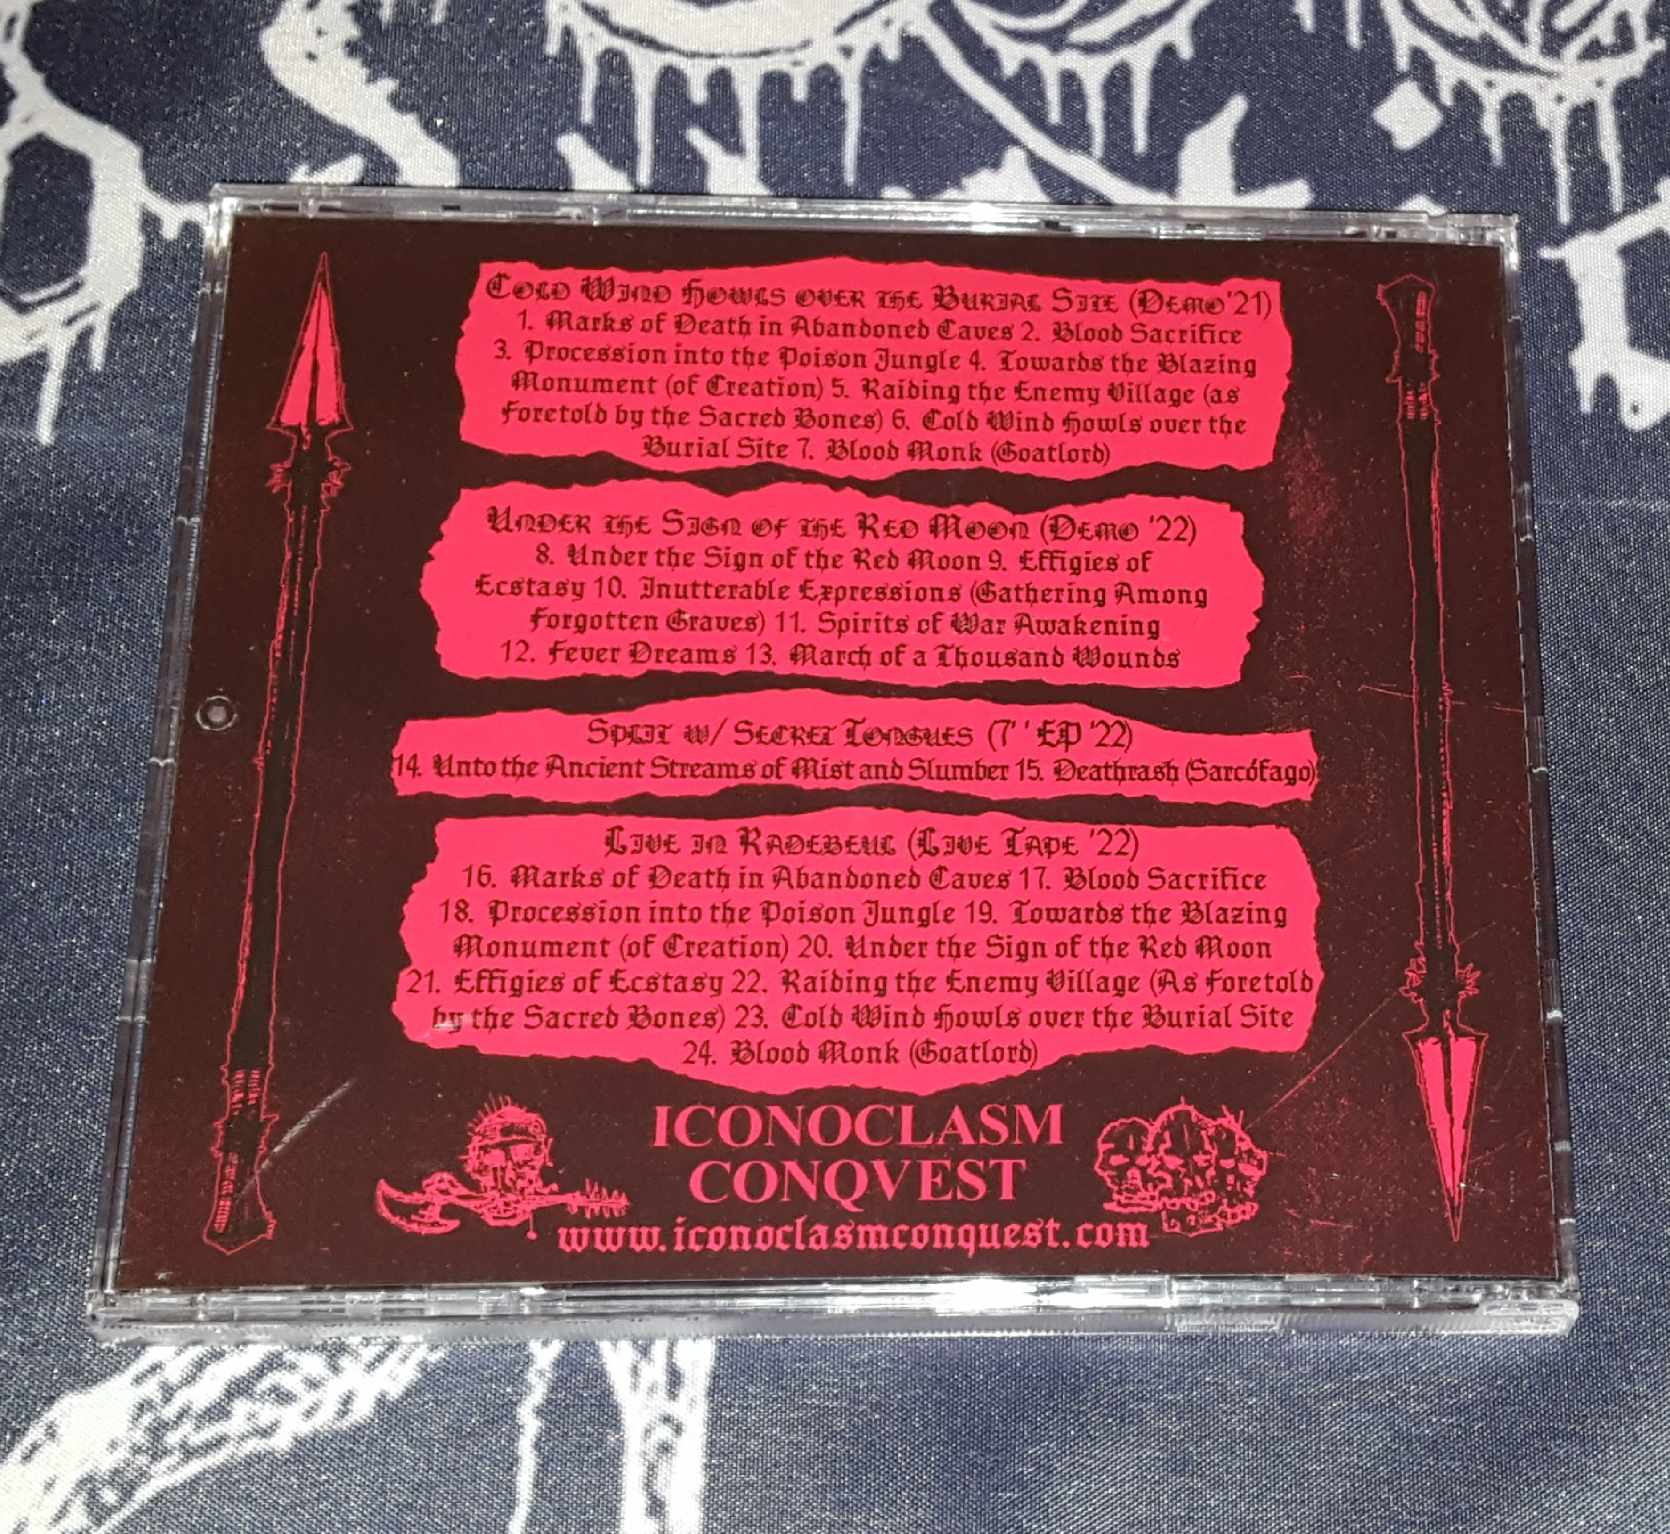 Cold Wind Howls over the Burial Site (Demo'21)
1. Marks of Death in Abandoned Caves 2. Blood Sacrifice
3. Procession into the Poison Jungle 4. Towards the Blazing
Monument (of Creation) 5. Raiding the Enemy Village (as
Foretold by the Sacred Bones) 6. Cold Wind Howls over the
Burial Site 7. Blood Monk (Goatlord)
Under the Sign of the Red Moon (Demo '22)
8. Under the Sign of the Red Moon 9. Effigies of
Ecstasy 10. Inutterable Expressions (Gathering Among
Forgotten Graves) 11. Spirits of War Awakening
12. Fever Dreams 13. March of a Thousand Wounds
Split w/ Secret Tongues (7'' EP '22)
14. Unto the Ancient Streams of Mist and Slumber 15. Deathrash (Sarcófago)
Live in Radebeul (Live Tape '22)
16. Marks of Death in Abandoned Caves 17. Blood Sacrifice
18. Procession into the Poison Jungle 19. Towards the Blazing
Monument (of Creation) 20. Under the Sign of the Red Moon
21. Effigies of Ecstasy 22. Raiding the Enemy Village (As Foretold
by the Sacred Bones) 23. Cold Wind Howls over the Burial Site
24. Blood Monk (Goatlord)
ICONOCLASM
CONQVEST
www.iconoclasmconquest.com